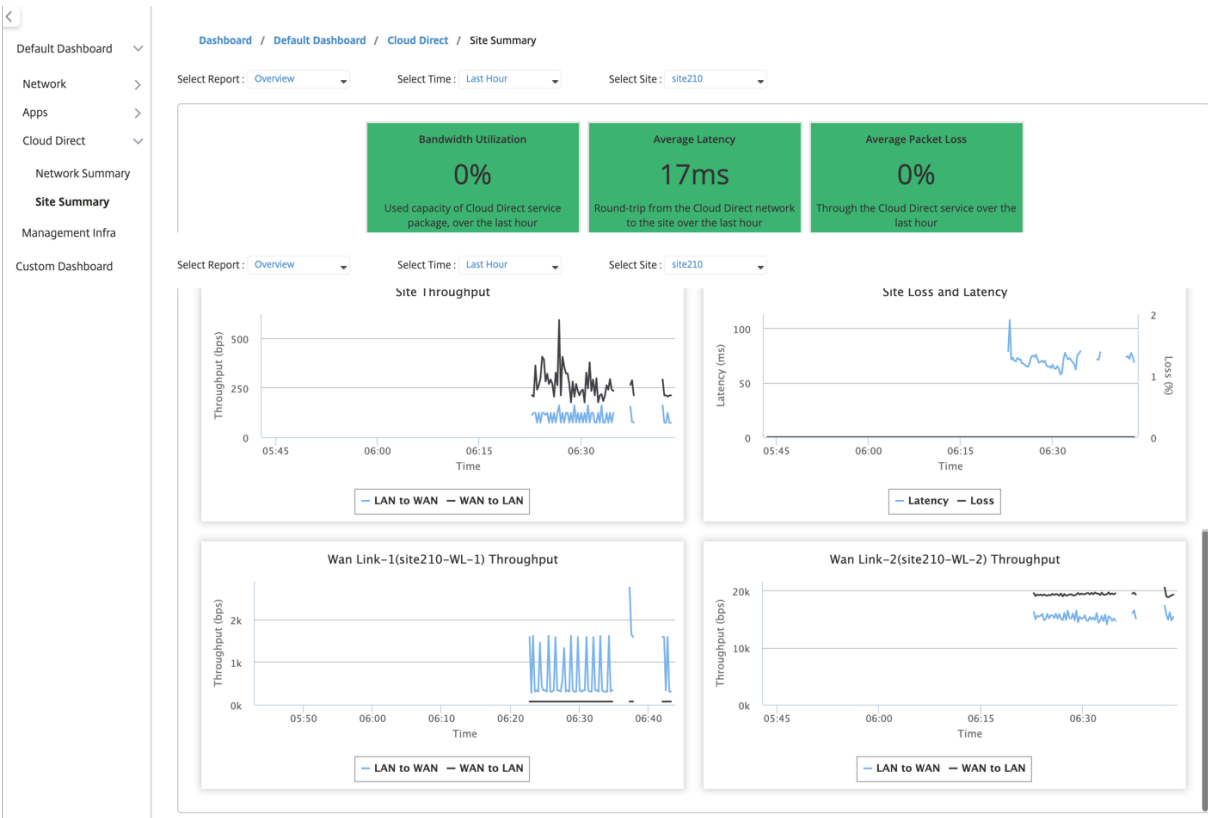 Default Dashboard
Network
Apps
Cloud Direct
Network Summary
Site Summary
Management Infra
Custom Dashboard
Dashboard / Default Dashboard / Cloud Direct / Site Summary
Select Report : Overview Select Time : Last Hour Select Site : site210
Bandwidth Utilization
0%
Used capacity of Cloud Direct service
package, over the last hour
Average Latency
17ms
Round-trip from the Cloud Direct network
to the site over the last hour
Average Packet Loss
0%
Through the Cloud Direct service over the
last hour
Select Report : Overview Select Time : Last Hour Select Site : site210
Site Throughput
Throughput (bps)
500
250
0
05:45 06:00 06:15 06:30
Time
LAN to WAN WAN to LAN
Site Loss and Latency
Latency (ms)
100
50
0
2
1
0
Loss (%)
05:45 06:00 06:15 06:30
Time
Latency Loss
Wan Link-1(site210-WL-1) Throughput
Throughput (bps)
2k
1k
0k
05:50 06:00 06:10 06:20 06:30 06:40
Time
LAN to WAN WAN to LAN
Wan Link-2(site210-WL-2) Throughput
Throughput (bps)
20k
10k
0k
05:45 06:00 06:15 06:30
Time
LAN to WAN WAN to LAN